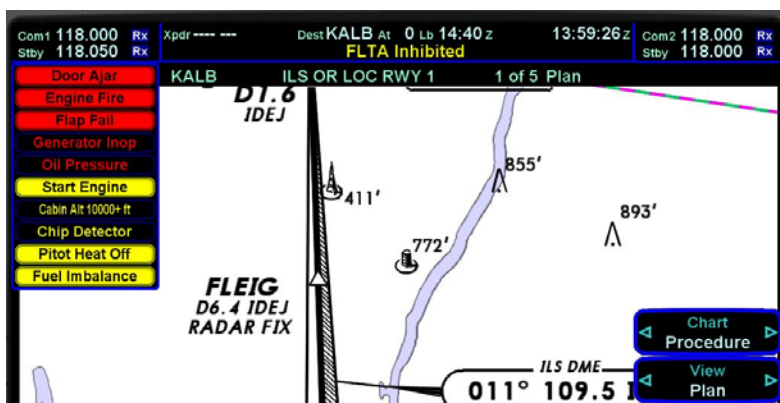 Com1 118.000 Rx Xpdr---- --- Dest KALB At 0 Lb 14:40 z 13:59:26 z Com2 118.000 Rx
Stby 118.050 Rx FLTA Inhibited Stby 118.000 Rx
Door Ajar KALB ILS OR LOC RWY 1 1 of 5 Plan
Engine Fire
Flap Fail
Generator Inop
Oil Pressure
Start Engine
Cabin Alt 10000+ ft
Chip Detector
Pitot Heat Off
Fuel Imbalance
D1.6
IDEJ
411'
855'
893'
772'
FLEIG
D6.4 IDEJ
RADAR FIX
Chart
Procedure
ILS DME
011° 109.5 I
View
Plan